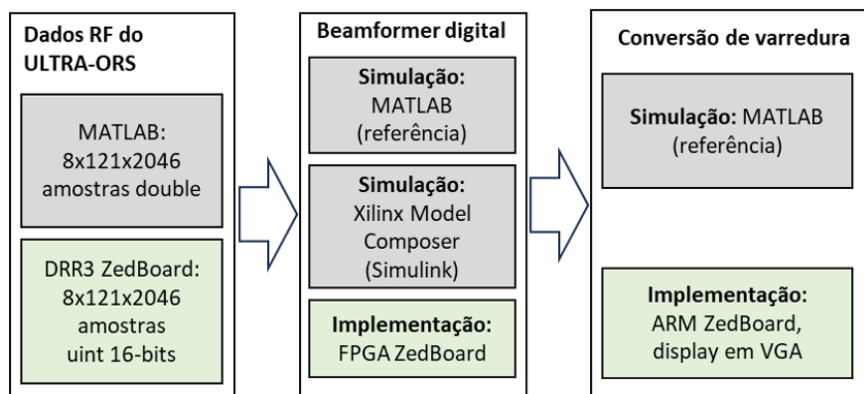 Dados RF do
ULTRA-ORS
MATLAB:
8x121x2046
amostras double
DRR3 ZedBoard:
8x121x2046
amostras
uint 16-bits
Beamformer digital
Simulação:
MATLAB
(referência)
Simulação:
Xilinx Model
Composer
(Simulink)
Implementação:
FPGA ZedBoard
Conversão de varredura
Simulação: MATLAB
(referência)
Implementação:
ARM ZedBoard,
display em VGA